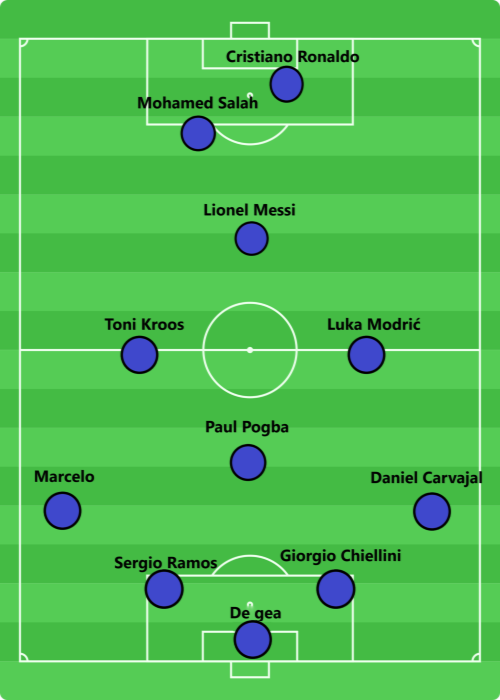 Cristiano Ronaldo
Mohamed Salah
Lionel Messi
Toni Kroos
Luka Modrić
Paul Pogba
Marcelo
Daniel Carvajal
Sergio Ramos
Giorgio Chiellini
De gea